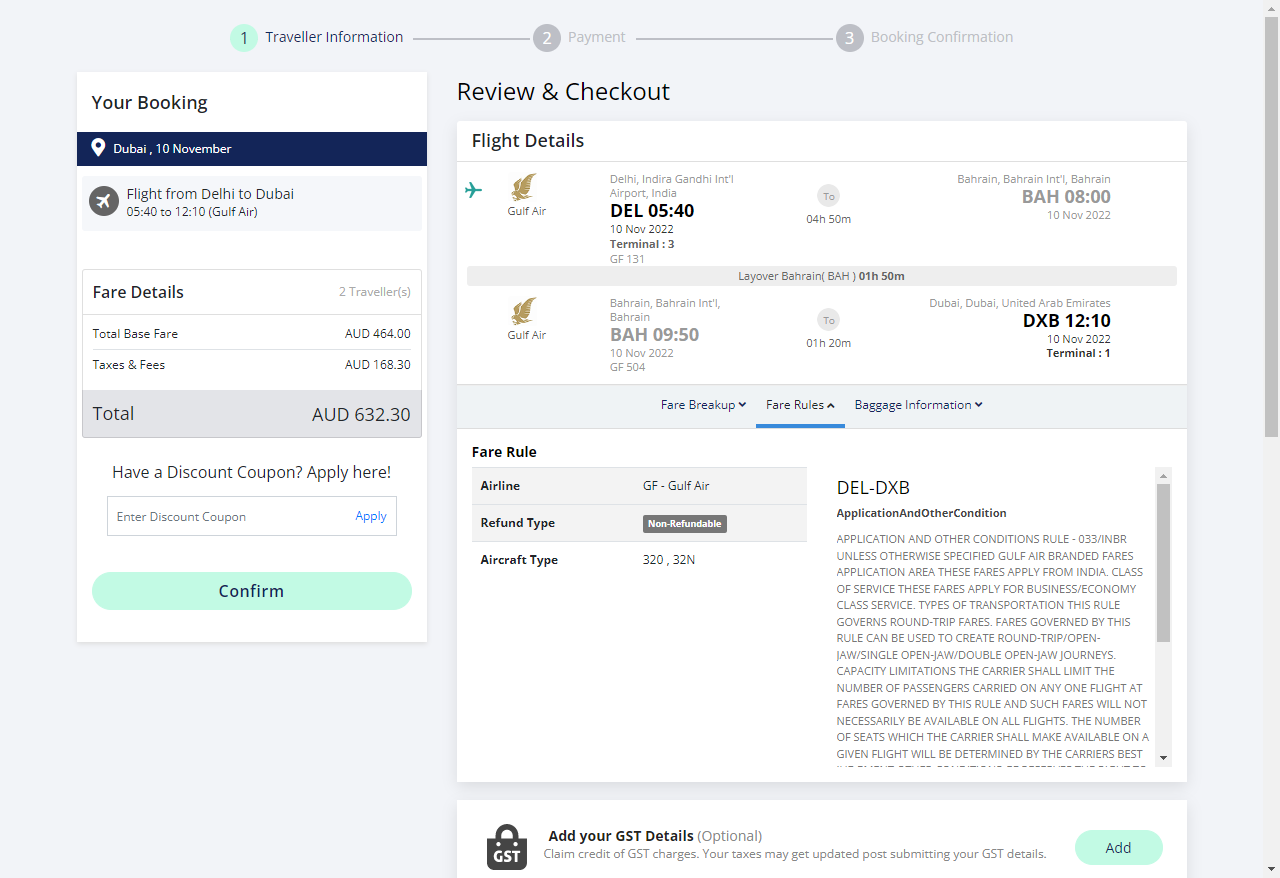 1 Traveller Information
2 Payment
3 Booking Confirmation
Your Booking
Dubai , 10 November
Flight from Delhi to Dubai
05:40 to 12:10 (Gulf Air)
Fare Details 2 Traveller(s)
Total Base Fare AUD 464.00
Taxes & Fees AUD 168.30
Total AUD 632.30
Have a Discount Coupon? Apply here!
Enter Discount Coupon Apply
Confirm
Review & Checkout
Flight Details
Gulf Air
Delhi, Indira Gandhi Int'l
Airport, India
DEL 05:40
10 Nov 2022
Terminal : 3
GF 131
To
04h 50m
Bahrain, Bahrain Int'l, Bahrain
BAH 08:00
10 Nov 2022
Layover Bahrain( BAH ) 01h 50m
Gulf Air
Bahrain, Bahrain Int'l,
Bahrain
BAH 09:50
10 Nov 2022
GF 504
To
01h 20m
Dubai, Dubai, United Arab Emirates
DXB 12:10
10 Nov 2022
Terminal : 1
Fare Breakup Fare Rules Baggage Information
Fare Rule
Airline GF - Gulf Air
Refund Type Non-Refundable
Aircraft Type 320 , 32N
DEL-DXB
ApplicationAndOtherCondition
APPLICATION AND OTHER CONDITIONS RULE - 033/INBR
UNLESS OTHERWISE SPECIFIED GULF AIR BRANDED FARES
APPLICATION AREA THESE FARES APPLY FROM INDIA. CLASS
OF SERVICE THESE FARES APPLY FOR BUSINESS/ECONOMY
CLASS SERVICE. TYPES OF TRANSPORTATION THIS RULE
GOVERNS ROUND-TRIP FARES. FARES GOVERNED BY THIS
RULE CAN BE USED TO CREATE ROUND-TRIP/OPEN-
JAW/SINGLE OPEN-JAW/DOUBLE OPEN-JAW JOURNEYS.
CAPACITY LIMITATIONS THE CARRIER SHALL LIMIT THE
NUMBER OF PASSENGERS CARRIED ON ANY ONE FLIGHT AT
FARES GOVERNED BY THIS RULE AND SUCH FARES WILL NOT
NECESSARILY BE AVAILABLE ON ALL FLIGHTS. THE NUMBER
OF SEATS WHICH THE CARRIER SHALL MAKE AVAILABLE ON A
GIVEN FLIGHT WILL BE DETERMINED BY THE CARRIERS BEST
GST
Add your GST Details (Optional)
Claim credit of GST charges. Your taxes may get updated post submitting your GST details.
Add